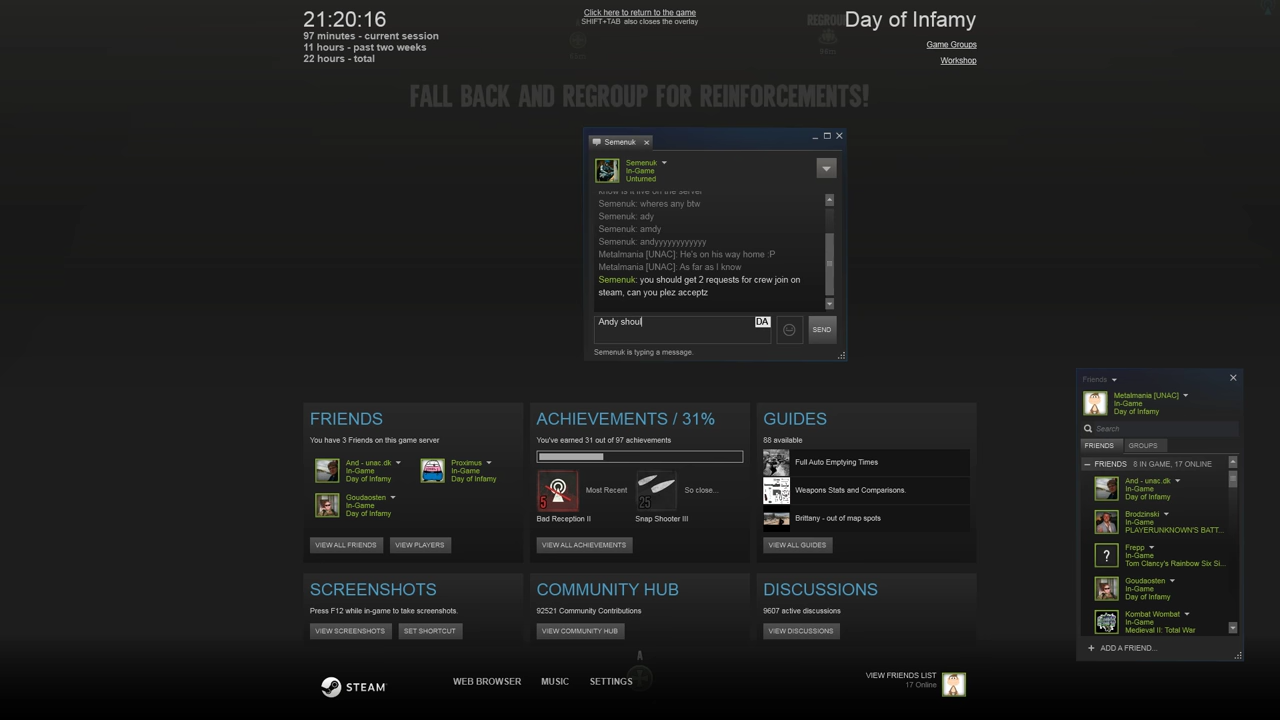 21:20:16
97 minutes - current session
11 hours - past two weeks
22 hours - total
Click here to return to the game
SHIFT+TAB also closes the overlay
REGROUP
Day of Infamy
Game Groups
Workshop
FALL BACK AND REGROUP FOR REINFORCEMENTS!
Semenuk
Semenuk
In-Game
Unturned
know is it live on the server
Semenuk: wheres any btw
Semenuk: ady
Semenuk: amdy
Semenuk: andyyyyyyyyyyyy
Metalmania [UNAC]: He's on his way home :P
Metalmania [UNAC]: As far as I know
Semenuk: you should get 2 requests for crew join on
steam, can you plez acceptz
Andy shoul
DA
SEND
Semenuk is typing a message.
FRIENDS
You have 3 Friends on this game server
And - unac.dk
In-Game
Day of Infamy
Proximus
In-Game
Day of Infamy
Goudaosten
In-Game
Day of Infamy
VIEW ALL FRIENDS
VIEW PLAYERS
ACHIEVEMENTS / 31%
You've earned 31 out of 97 achievements
5
Most Recent
25
So close...
Bad Reception II
Snap Shooter III
VIEW ALL ACHIEVEMENTS
GUIDES
88 available
Full Auto Emptying Times
Weapons Stats and Comparisons.
Brittany - out of map spots
VIEW ALL GUIDES
SCREENSHOTS
Press F12 while in-game to take screenshots.
VIEW SCREENSHOTS
SET SHORTCUT
COMMUNITY HUB
92521 Community Contributions
VIEW COMMUNITY HUB
DISCUSSIONS
9607 active discussions
VIEW DISCUSSIONS
Friends
Metalmania [UNAC]
In-Game
Day of Infamy
Search
FRIENDS
GROUPS
FRIENDS 8 IN GAME, 17 ONLINE
And - unac.dk
In-Game
Day of Infamy
Brodzinski
In-Game
PLAYERUNKNOWN'S BATT...
Frepp
In-Game
Tom Clancy's Rainbow Six Si...
Goudaosten
In-Game
Day of Infamy
Kombat Wombat
In-Game
Medieval II: Total War
ADD A FRIEND...
A
STEAM
WEB BROWSER
MUSIC
SETTINGS
VIEW FRIENDS LIST
17 Online